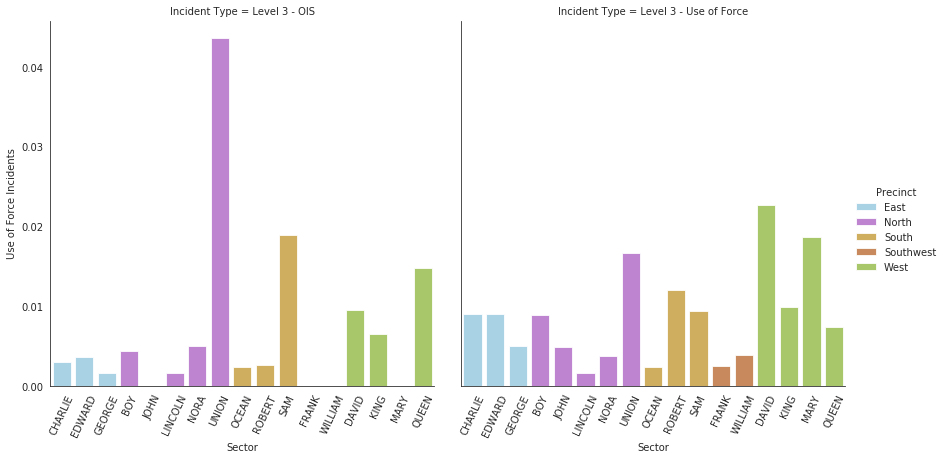 Incident Type = Level 3 - OIS
Incident Type = Level 3 - Use of Force
Use of Force Incidents
0.04
0.03
0.02
0.01
0.00
CHARLIE
EDWARD
GEORGE
BOY
JOHN
LINCOLN
NORA
UNION
OCEAN
ROBERT
SAM
FRANK
WILLIAM
DAVID
KING
MARY
QUEEN
Sector
CHARLIE
EDWARD
GEORGE
BOY
JOHN
LINCOLN
NORA
UNION
OCEAN
ROBERT
SAM
FRANK
WILLIAM
DAVID
KING
MARY
QUEEN
Sector
Precinct
East
North
South
Southwest
West